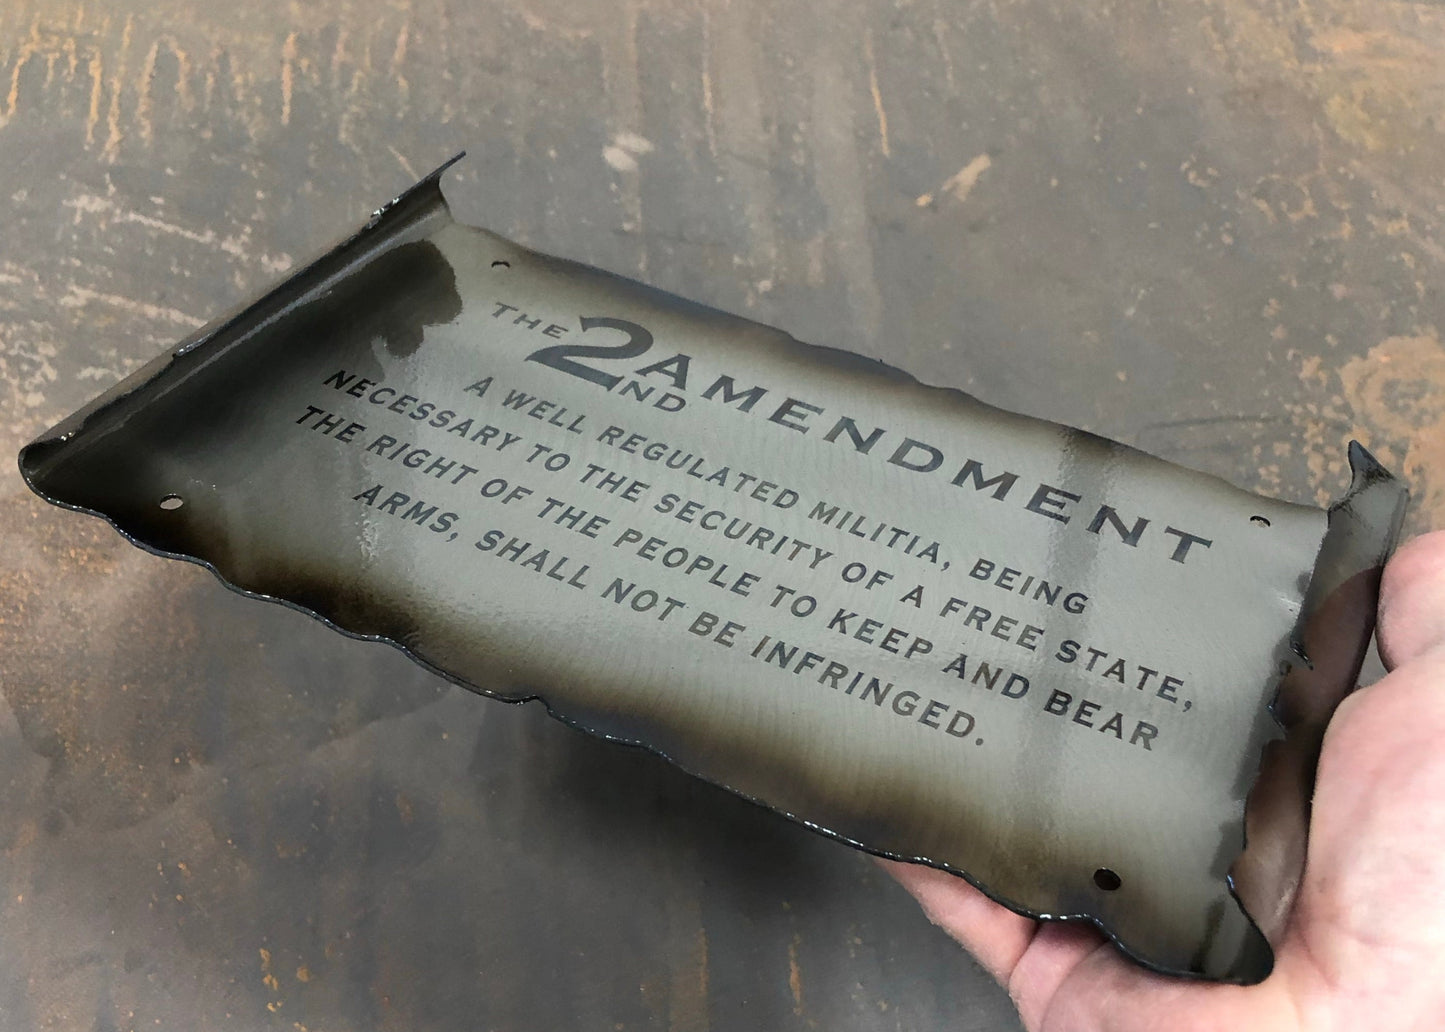 THE 2ND AMENDMENT
A WELL REGULATED MILITIA, BEING
NECESSARY TO THE SECURITY OF A FREE STATE,
THE RIGHT OF THE PEOPLE TO KEEP AND BEAR
ARMS, SHALL NOT BE INFRINGED.